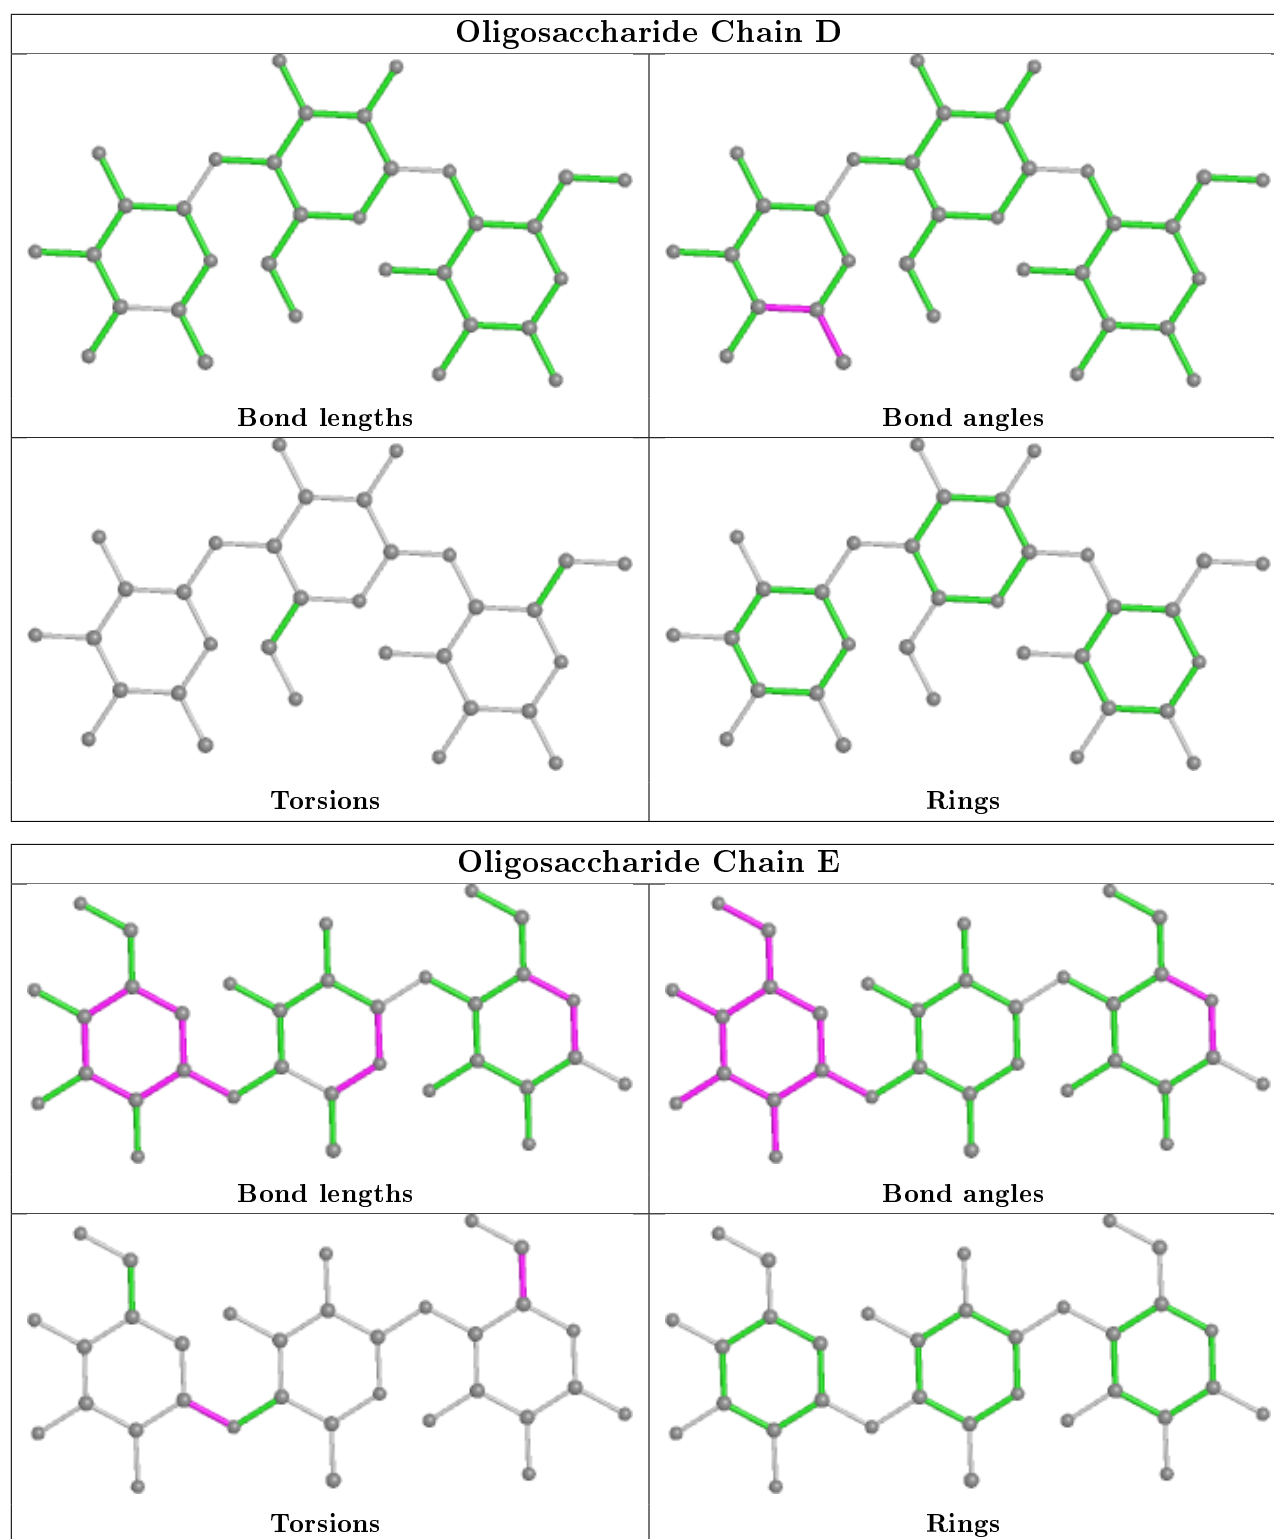 Oligosaccharide Chain D
Bond lengths
Bond angles
Torsions
Rings
Oligosaccharide Chain E
Bond lengths
Bond angles
Torsions
Rings